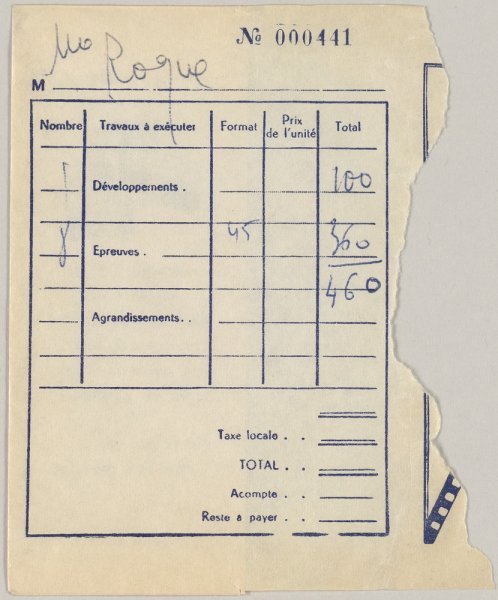 Nº 000441
M Roque
Nombre Travaux à exécuter Format Prix de l'unité Total
1 Développements . 100
8 Epreuves . 45 360
460
Agrandissements. .
Taxe locale . .
TOTAL . .
Acompte . .
Reste à payer . .